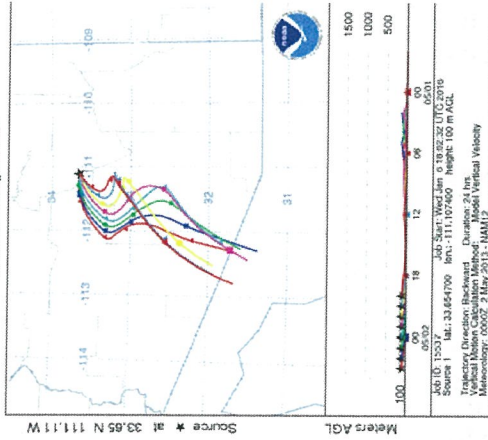 Source ★ at 33.65 N 111.11 W
34
32
31
-114
-113
-112
-111
-110
-109
noaa
Meters AGL
1500
1000
500
100
00
18
12
06
00
05/02
05/01
Job ID: 15537 Job Start: Wed Jan 6 18:02:32 UTC 2016
Source 1 lat.: 33.654700 lon.: -111.107400 height: 100 m AGL
Trajectory Direction: Backward Duration: 24 hrs
Vertical Motion Calculation Method: Model Vertical Velocity
Meteorology: 0000Z 2 May 2013 - NAM12